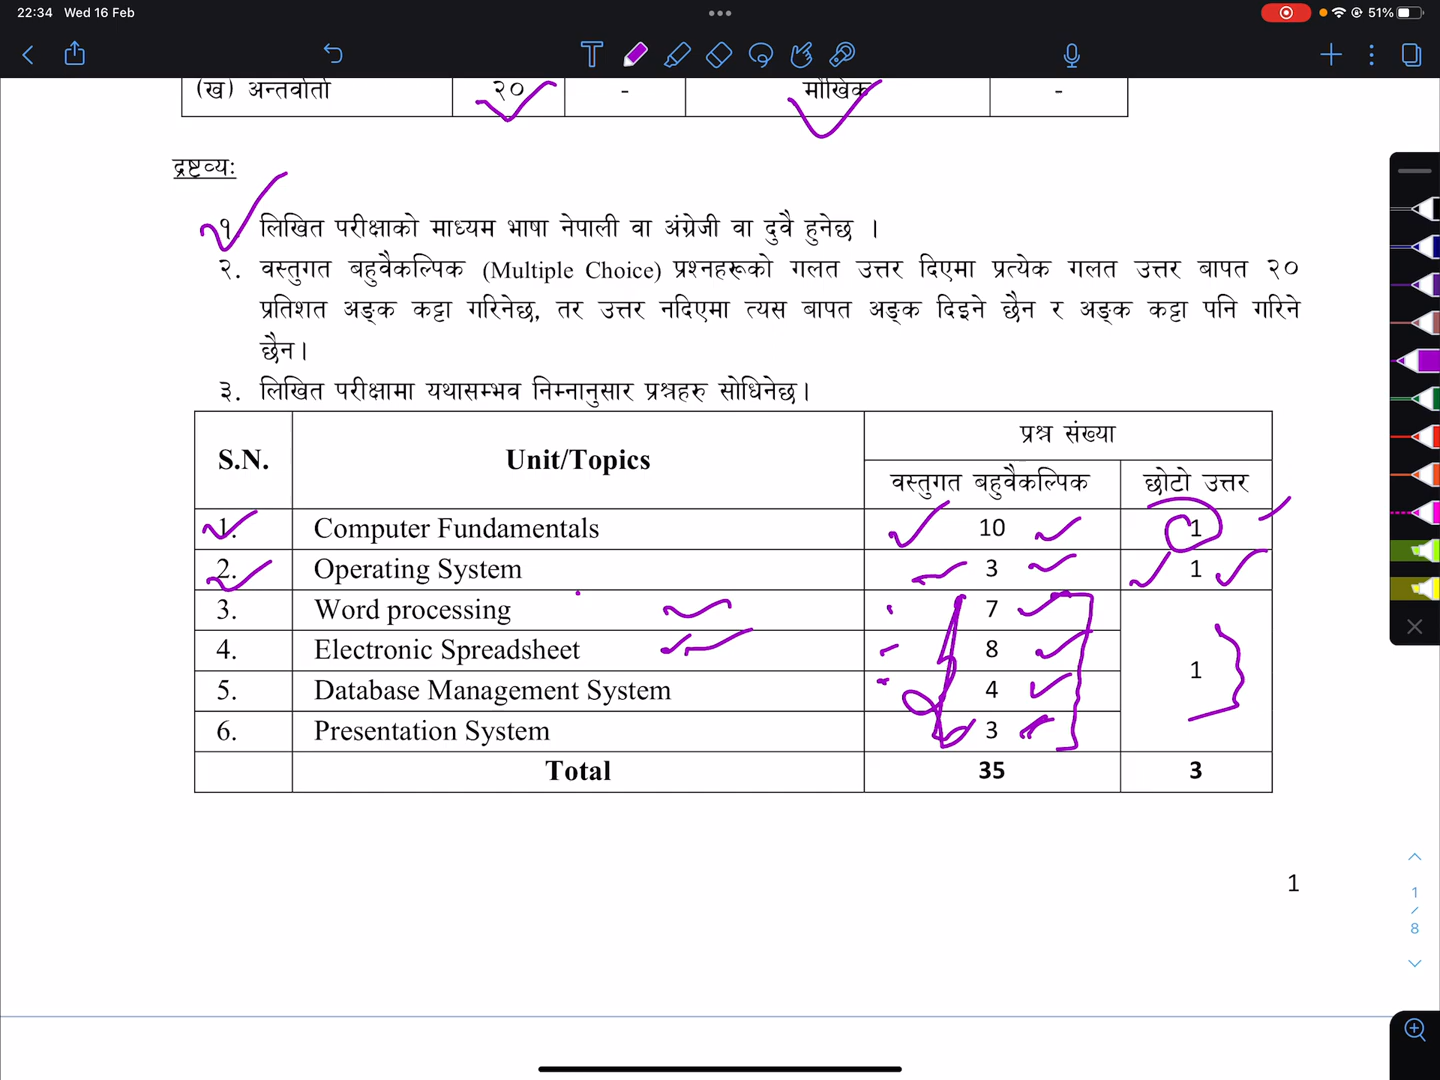 22:34 Wed 16 Feb
51%
(ख) अन्तर्वार्ता २० - मौखिक -
द्रष्टव्यः
१ लिखित परीक्षाको माध्यम भाषा नेपाली वा अंग्रेजी वा दुवै हुनेछ ।
२. वस्तुगत बहुवैकल्पिक (Multiple Choice) प्रश्नहरूको गलत उत्तर दिएमा प्रत्येक गलत उत्तर बापत २०
प्रतिशत अङ्क कट्टा गरिनेछ, तर उत्तर नदिएमा त्यस बापत अङ्क दिइने छैन र अङ्क कट्टा पनि गरिने
छैन।
३. लिखित परीक्षामा यथासम्भव निम्नानुसार प्रश्नहरु सोधिनेछ।
S.N. Unit/Topics प्रश्न संख्या
वस्तुगत बहुवैकल्पिक छोटो उत्तर
1. Computer Fundamentals 10 1
2. Operating System 3 1
3. Word processing 7
4. Electronic Spreadsheet 8
1
5. Database Management System 4
6. Presentation System 3
Total 35 3
1
1
/
8